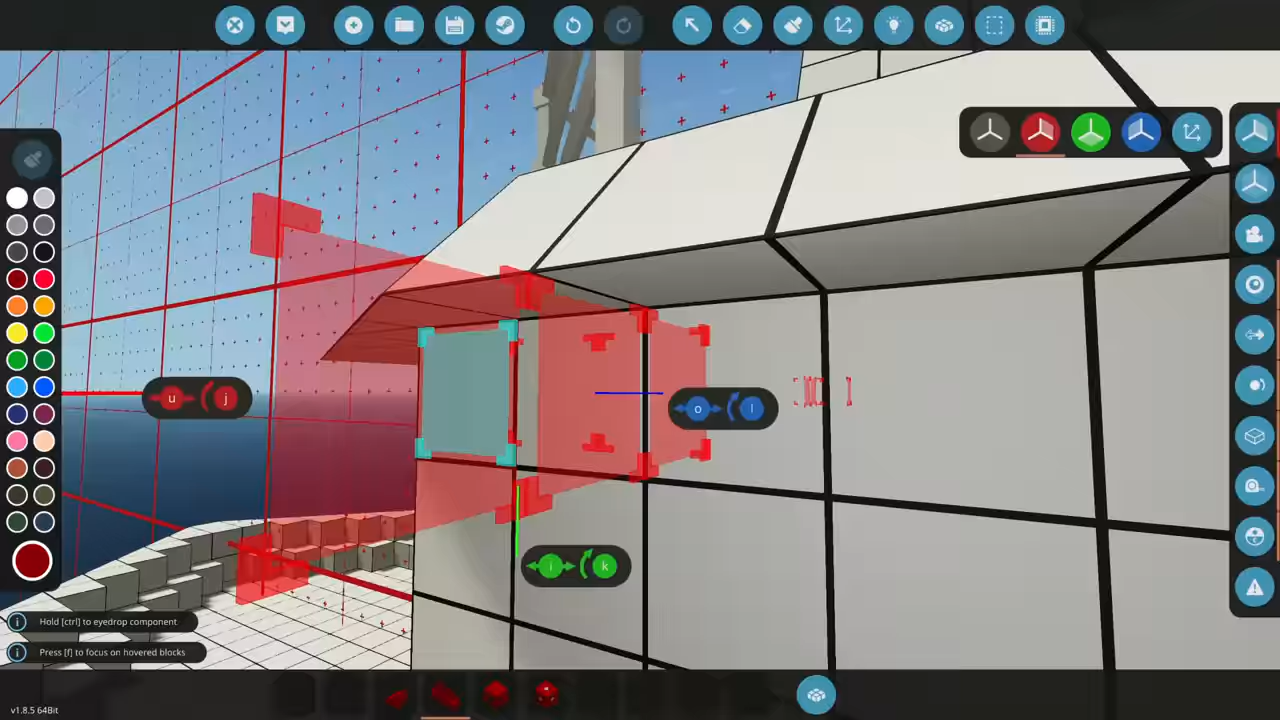 u j
o l
i k
Hold [ctrl] to eyedrop component
Press [f] to focus on hovered blocks
v1.8.5 64Bit